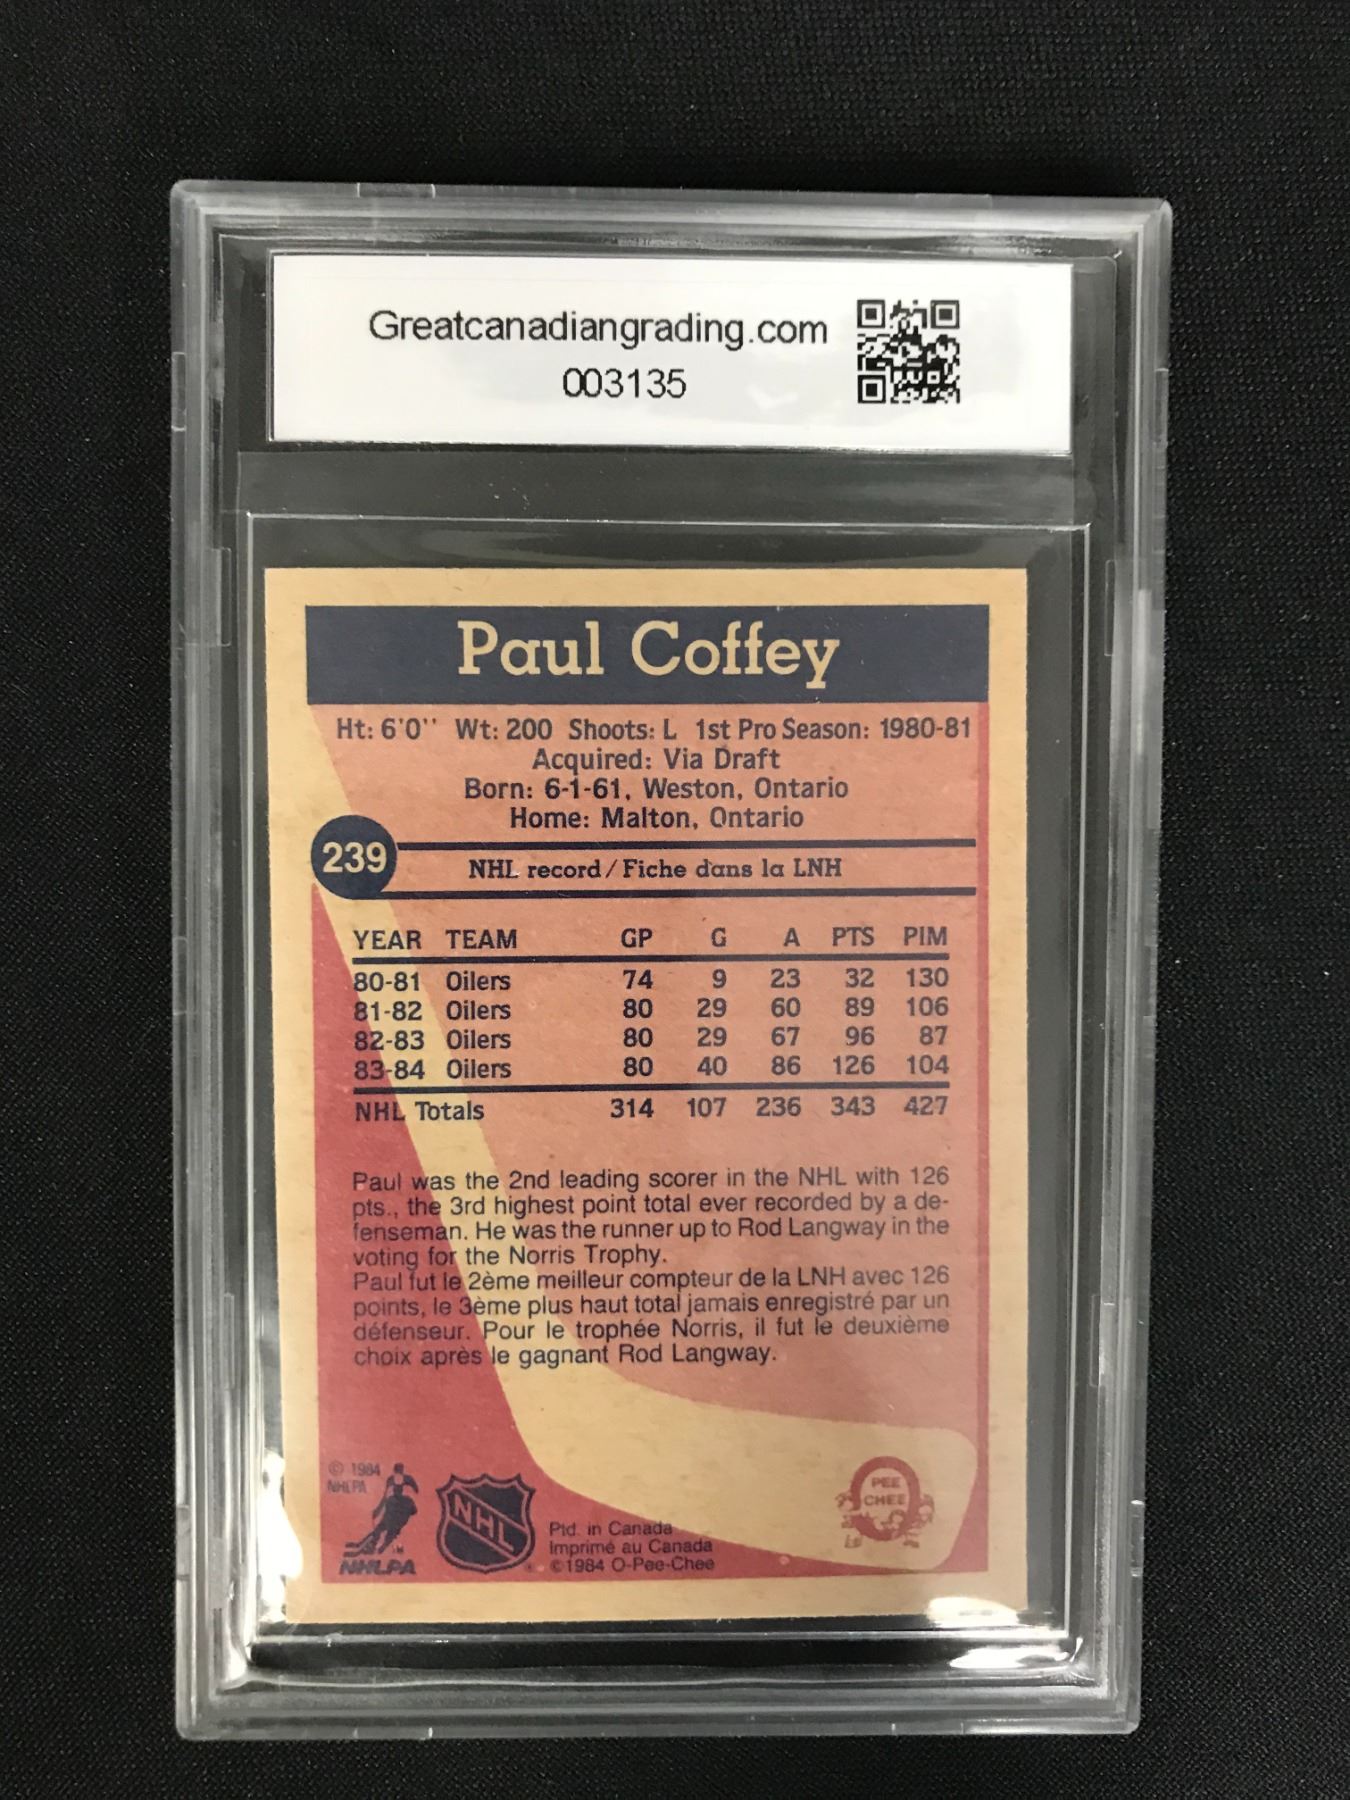 Greatcanadiangrading.com
003135
Paul Coffey
Ht: 6'0'' Wt: 200 Shoots: L 1st Pro Season: 1980-81
Acquired: Via Draft
Born: 6-1-61, Weston, Ontario
Home: Malton, Ontario
239
NHL record / Fiche dans la LNH
YEAR TEAM GP G A PTS PIM
80-81 Oilers 74 9 23 32 130
81-82 Oilers 80 29 60 89 106
82-83 Oilers 80 29 67 96 87
83-84 Oilers 80 40 86 126 104
NHL Totals 314 107 236 343 427
Paul was the 2nd leading scorer in the NHL with 126
pts., the 3rd highest point total ever recorded by a de-
fenseman. He was the runner up to Rod Langway in the
voting for the Norris Trophy.
Paul fut le 2ème meilleur compteur de la LNH avec 126
points, le 3ème plus haut total jamais enregistré par un
défenseur. Pour le trophée Norris, il fut le deuxième
choix après le gagnant Rod Langway.
© 1984
NHLPA
NHLPA
NHL
Ptd. in Canada
Imprimé au Canada
©1984 O-Pee-Chee
PEE
CHEE